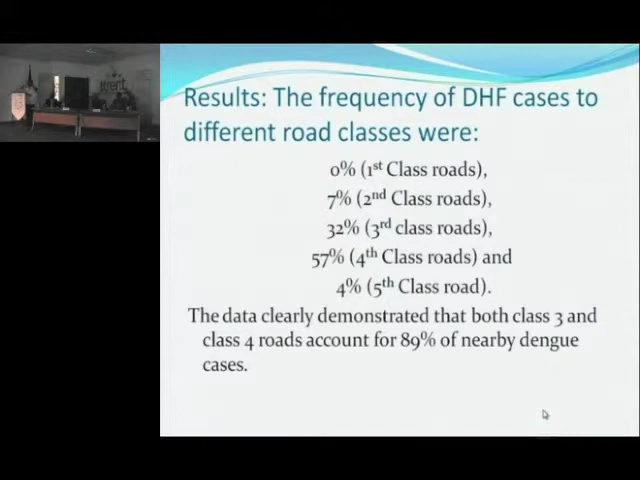 Results: The frequency of DHF cases to
different road classes were:
0% (1st Class roads),
7% (2nd Class roads),
32% (3rd class roads),
57% (4th Class roads) and
4% (5th Class road).
The data clearly demonstrated that both class 3 and
class 4 roads account for 89% of nearby dengue
cases.